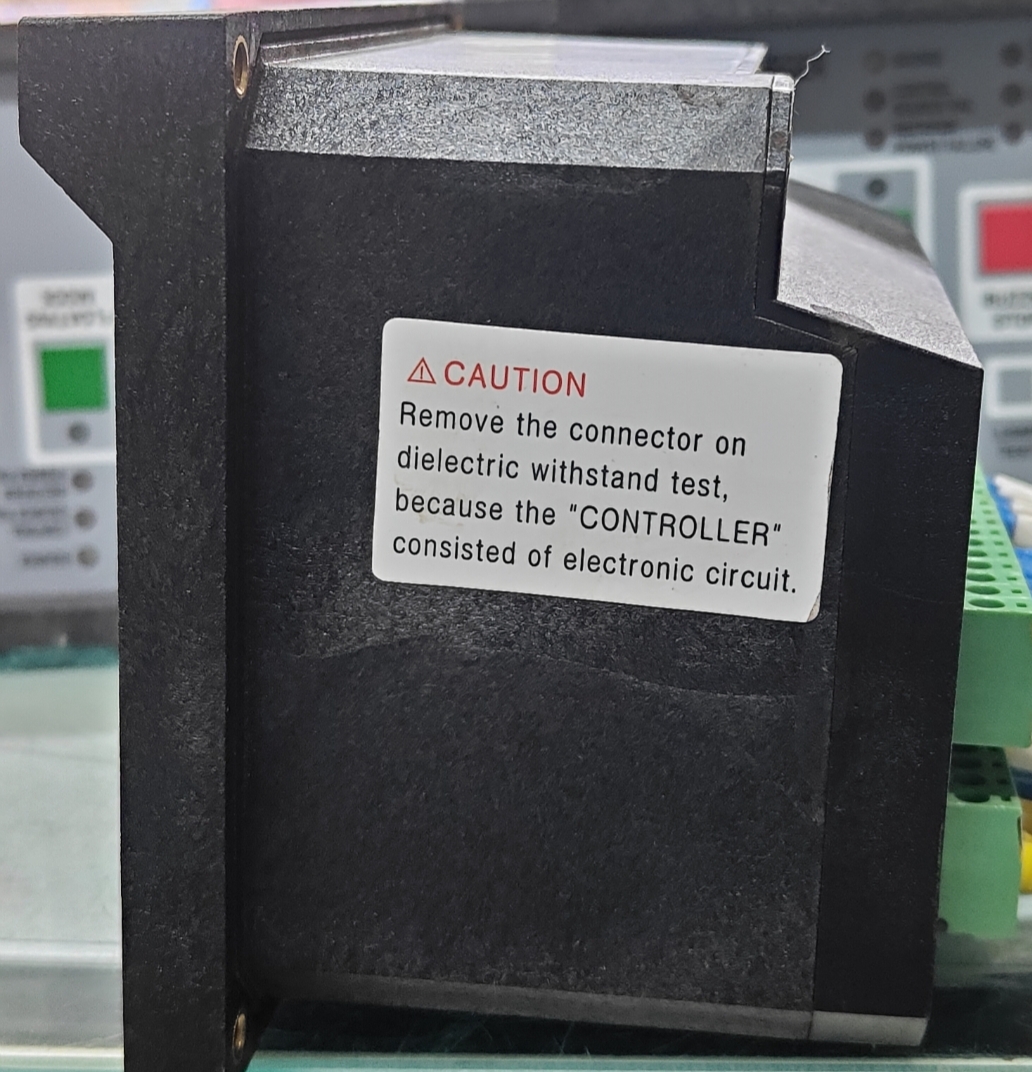 ⚠ CAUTION
Remove the connector on
dielectric withstand test,
because the "CONTROLLER"
consisted of electronic circuit.